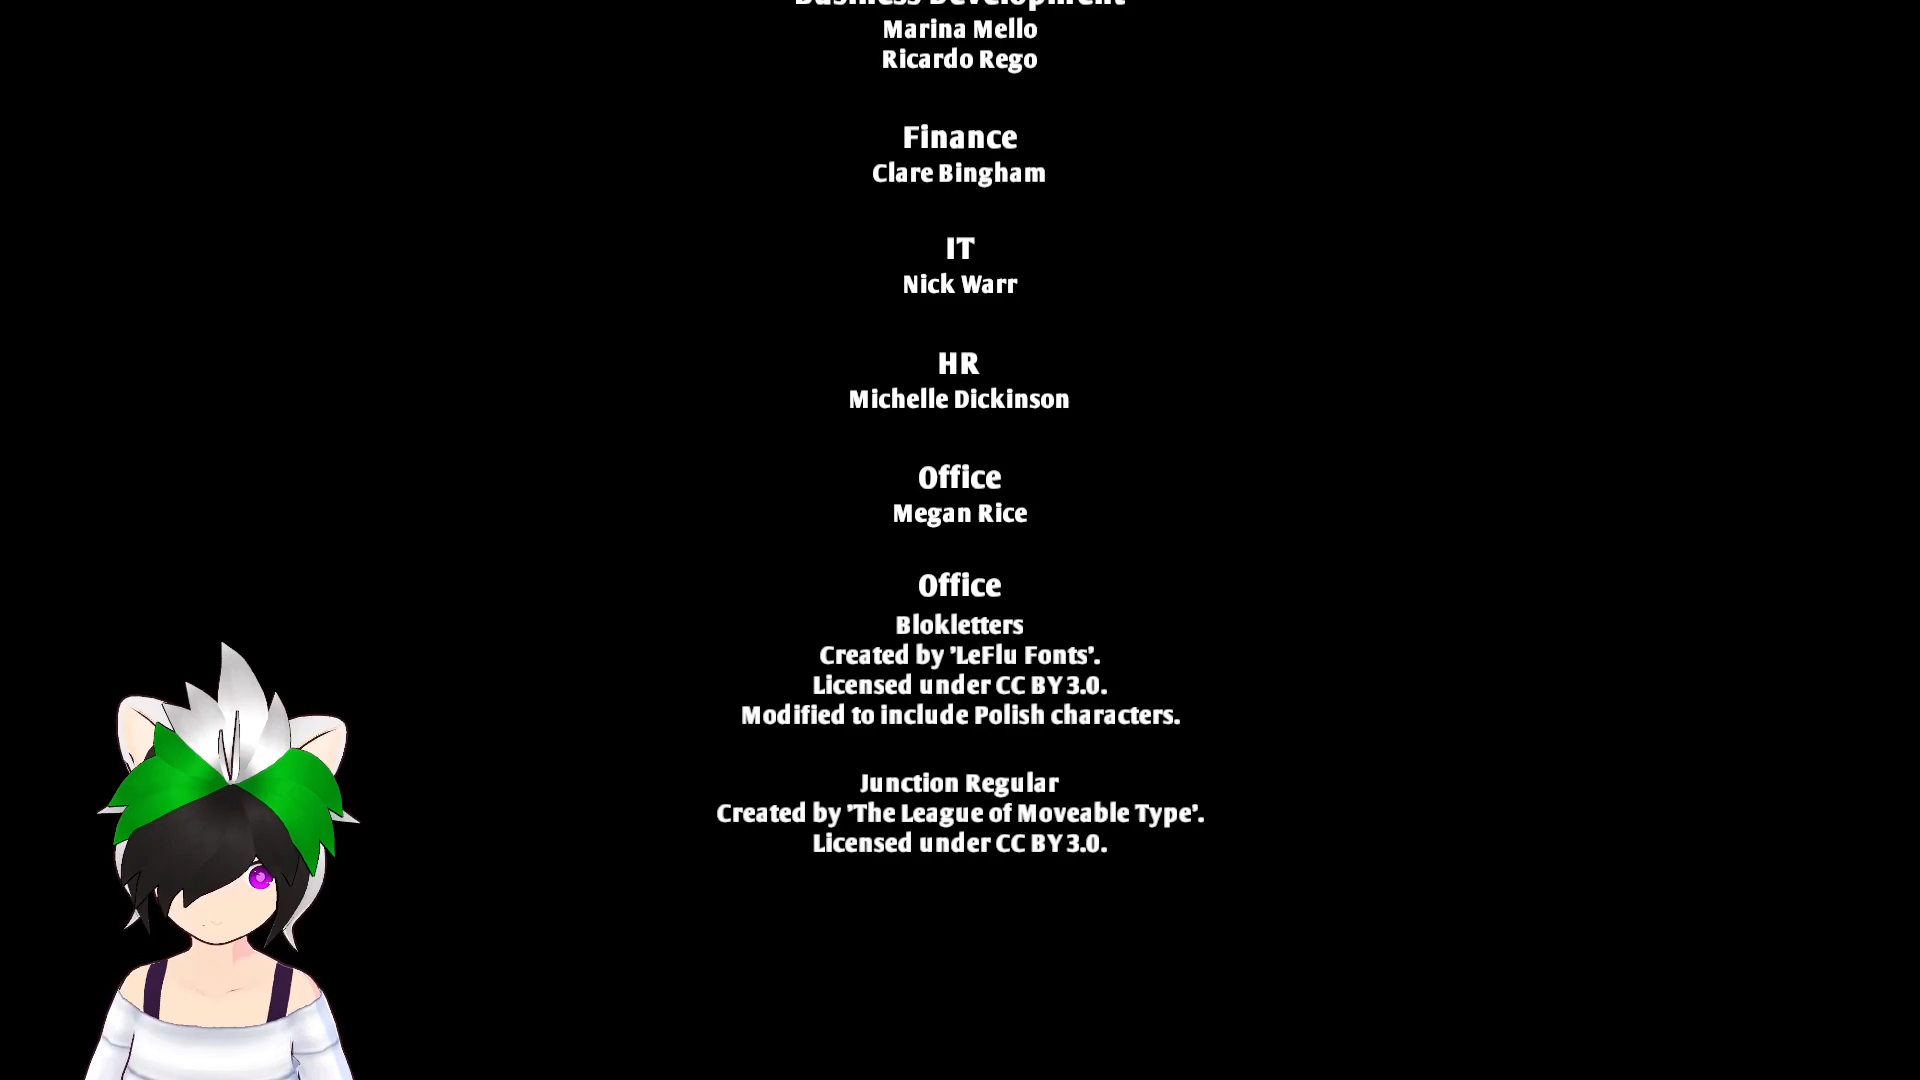 Business Development
Marina Mello
Ricardo Rego
Finance
Clare Bingham
IT
Nick Warr
HR
Michelle Dickinson
Office
Megan Rice
Office
Blokletters
Created by 'LeFlu Fonts'.
Licensed under CC BY 3.0.
Modified to include Polish characters.
Junction Regular
Created by 'The League of Moveable Type'.
Licensed under CC BY 3.0.